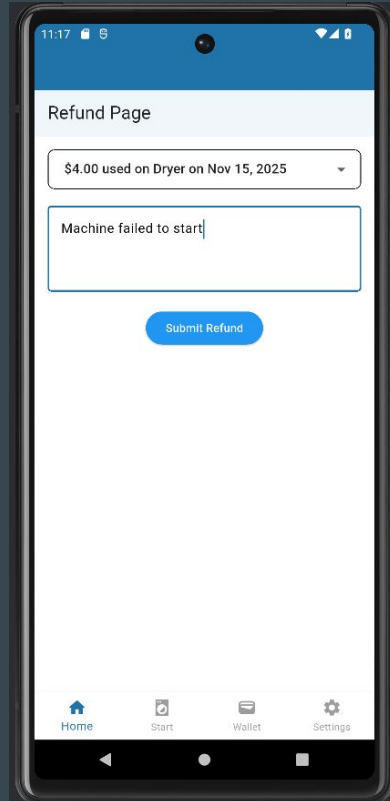 11:17
Refund Page
$4.00 used on Dryer on Nov 15, 2025
Machine failed to start
Submit Refund
Home
Start
Wallet
Settings